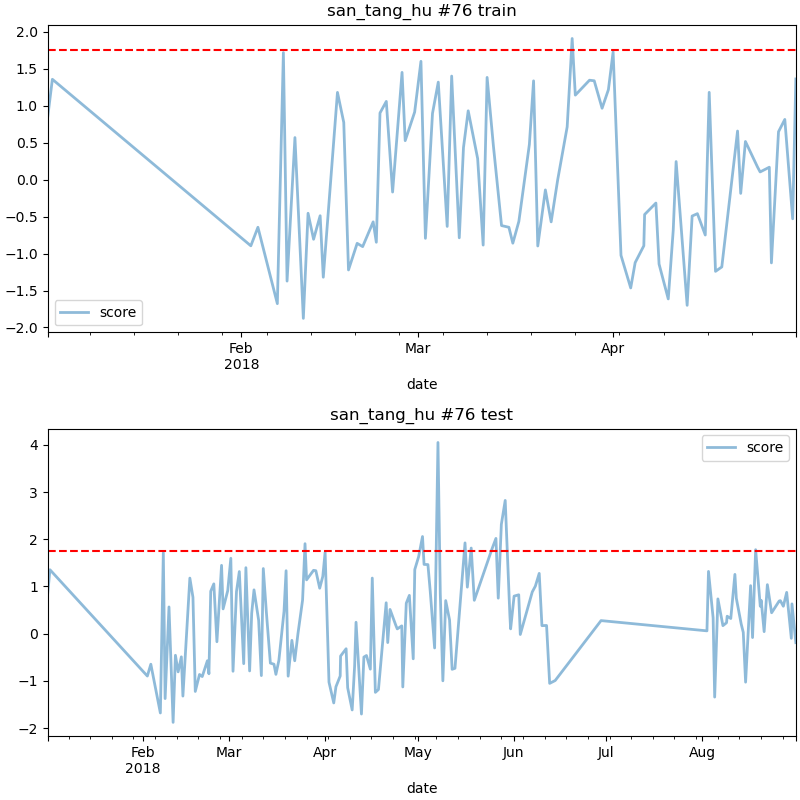 san_tang_hu #76 train
2.0
1.5
1.0
0.5
0.0
−0.5
−1.0
−1.5
−2.0
score
Feb
2018
Mar
Apr
date
san_tang_hu #76 test
4
3
2
1
0
−1
−2
score
Feb
2018
Mar
Apr
May
Jun
Jul
Aug
date